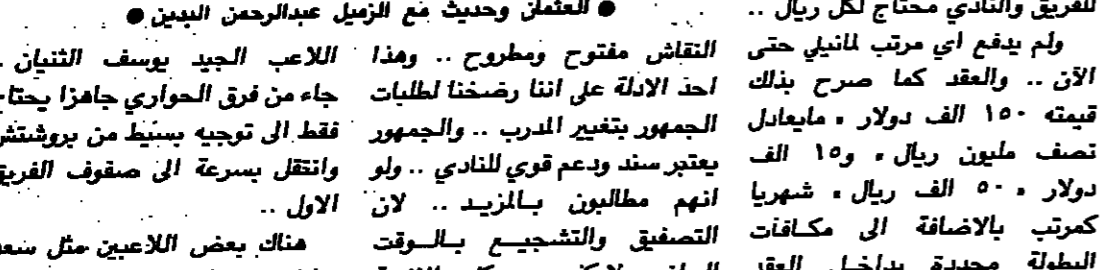 ● العثمان وحديث مع الزميل عبدالرحمن البدين ●
للفريق والنادي محتاج لكل ريال ..
ولم يدفع اي مرتب لمانيلي حتى
الآن .. والعقد كما صرح بذلك
قيمته ١٥٠ الف دولار « مايعادل
نصف مليون ريال » و١٥ الف
دولار « ٥٠ الف ريال » شهريا
كمرتب بالاضافة الى مكافآت
البطولة محددة بداخل العقد
النقاش مفتوح ومطروح .. وهذا
احد الادلة على اننا رضخنا لطلبات
الجمهور بتغيير المدرب .. والجمهور
يعتبر سند ودعم قوي للنادي .. ولو
انهم مطالبون بالمزيد .. لان
التصفيق والتشجيع بالوقت
اللاعب الجيد يوسف الثنيان ..
جاء من فرق الحواري جاهزا يحتاج
فقط الى توجيه بسيط من بروشتش
وانتقل بسرعة الى صفوف الفريق
الاول ..
هناك بعض اللاعبين مثل سعد